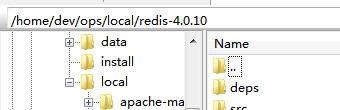 /home/dev/ops/local/redis-4.0.10
data
install
local
apache-ma
Name
..
deps
src